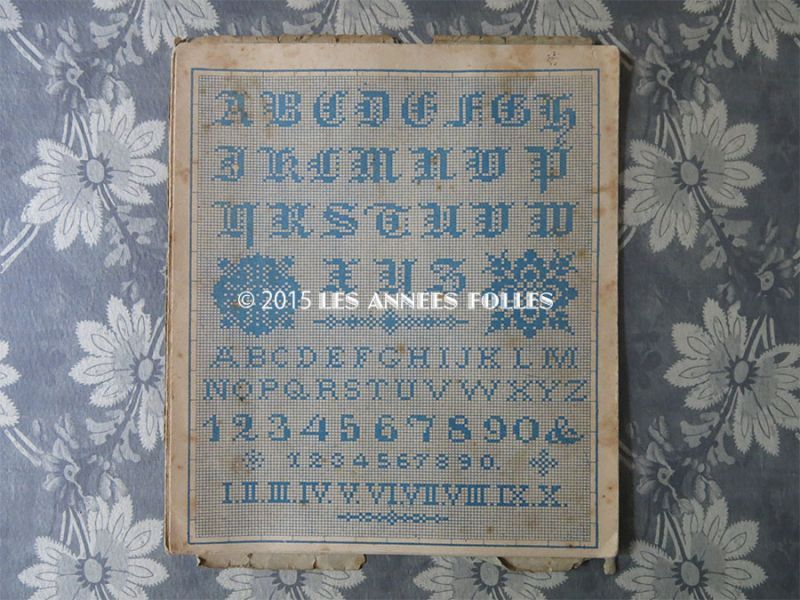 A B C D E F G H
I K L M N O P
Q R S T U V W
X Y Z
© 2015 LES ANNEES FOLLES
A B C D E F G H I J K L M
N O P Q R S T U V W X Y Z
1 2 3 4 5 6 7 8 9 0 &
1 2 3 4 5 6 7 8 9 0.
I. II. III. IV. V. VI. VII. VIII. IX. X.